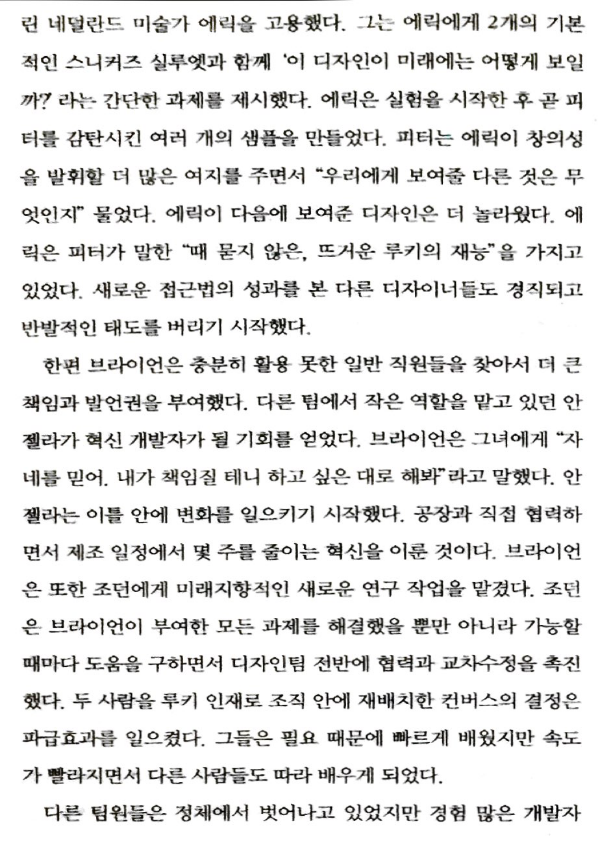 린 네덜란드 미술가 에릭을 고용했다. 그는 에릭에게 2개의 기본
적인 스니커즈 실루엣과 함께 ‘이 디자인이 미래에는 어떻게 보일
까?’라는 간단한 과제를 제시했다. 에릭은 실험을 시작한 후 곧 피
터를 감탄시킨 여러 개의 샘플을 만들었다. 피터는 에릭이 창의성
을 발휘할 더 많은 여지를 주면서 “우리에게 보여줄 다른 것은 무
엇인지” 물었다. 에릭이 다음에 보여준 디자인은 더 놀라웠다. 에
릭은 피터가 말한 “때 묻지 않은, 뜨거운 루키의 재능”을 가지고
있었다. 새로운 접근법의 성과를 본 다른 디자이너들도 경직되고
반발적인 태도를 버리기 시작했다.
한편 브라이언은 충분히 활용 못한 일반 직원들을 찾아서 더 큰
책임과 발언권을 부여했다. 다른 팀에서 작은 역할을 맡고 있던 안
젤라가 혁신 개발자가 될 기회를 얻었다. 브라이언은 그녀에게 “자
네를 믿어. 내가 책임질 테니 하고 싶은 대로 해봐”라고 말했다. 안
젤라는 이틀 안에 변화를 일으키기 시작했다. 공장과 직접 협력하
면서 제조 일정에서 몇 주를 줄이는 혁신을 이룬 것이다. 브라이언
은 또한 조던에게 미래지향적인 새로운 연구 작업을 맡겼다. 조던
은 브라이언이 부여한 모든 과제를 해결했을 뿐만 아니라 가능할
때마다 도움을 구하면서 디자인팀 전반에 협력과 교차수정을 촉진
했다. 두 사람을 루키 인재로 조직 안에 재배치한 컨버스의 결정은
파급효과를 일으켰다. 그들은 필요 때문에 빠르게 배웠지만 속도
가 빨라지면서 다른 사람들도 따라 배우게 되었다.
다른 팀원들은 정체에서 벗어나고 있었지만 경험 많은 개발자